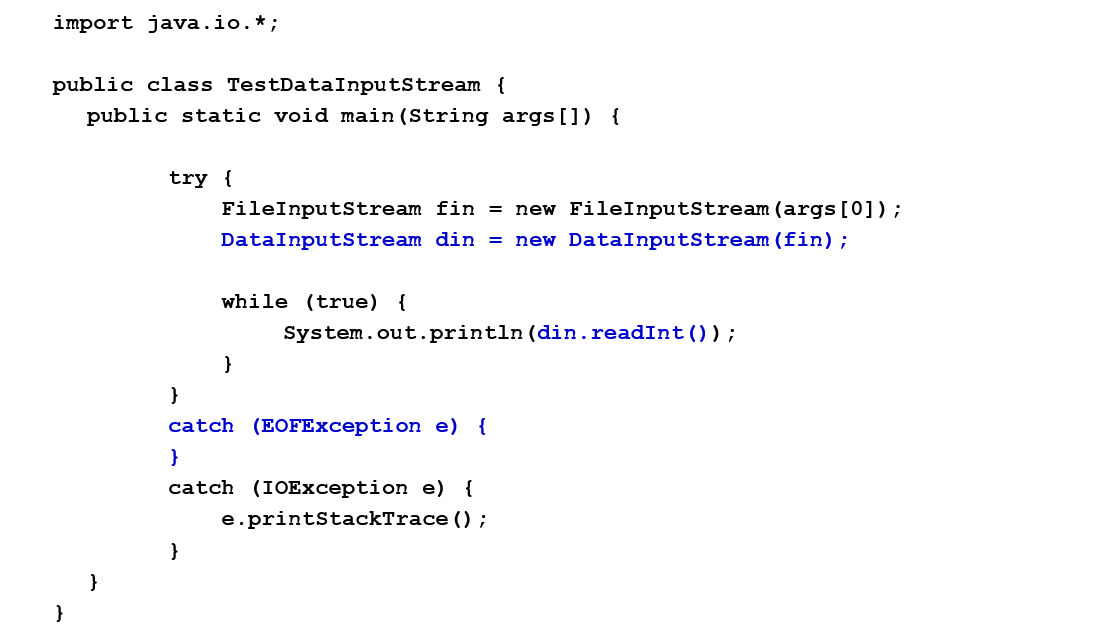 import java.io.*;
public class TestDataInputStream {
public static void main(String args[]) {
try {
FileInputStream fin = new FileInputStream(args[0]);
DataInputStream din = new DataInputStream(fin);
while (true) {
System.out.println(din.readInt());
}
}
catch (EOFException e) {
}
catch (IOException e) {
e.printStackTrace();
}
}
}